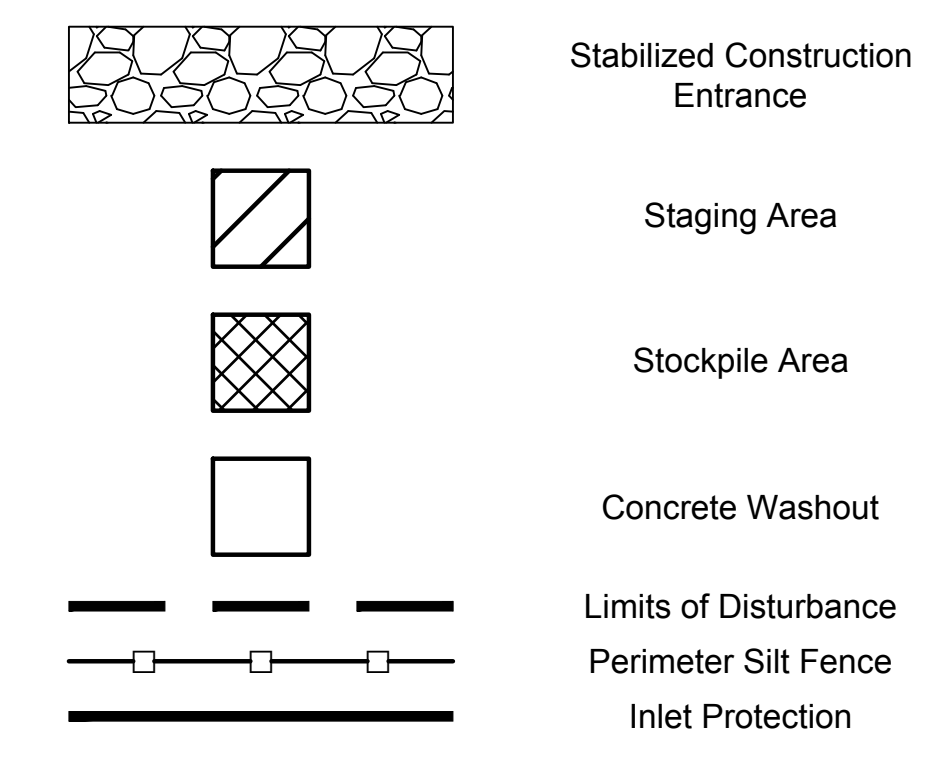 Stabilized Construction
Entrance
Staging Area
Stockpile Area
Concrete Washout
Limits of Disturbance
Perimeter Silt Fence
Inlet Protection